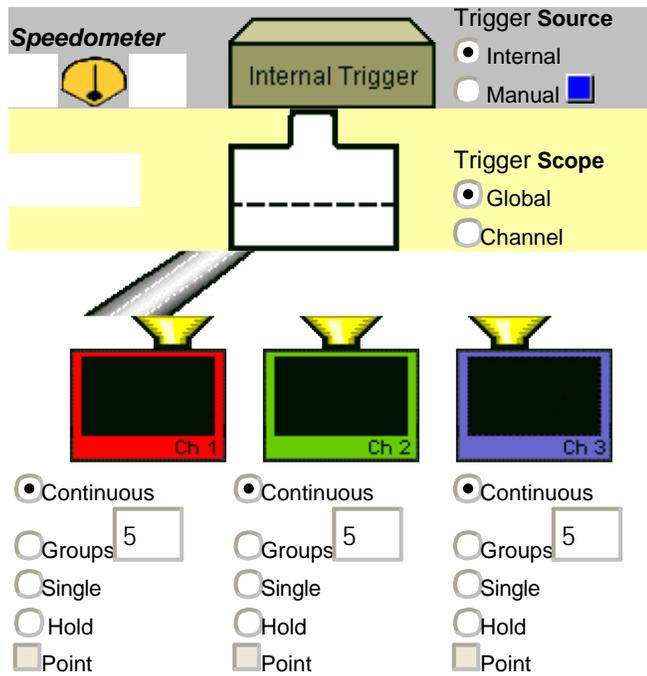 Trigger Source
Speedometer
Internal
Internal Trigger
Manual
Trigger Scope
Global
Channel
Ch 1 Ch 2 Ch 3
Continuous Continuous Continuous
5 5 5
Groups Groups Groups
Single Single Single
Hold Hold Hold
Point Point Point